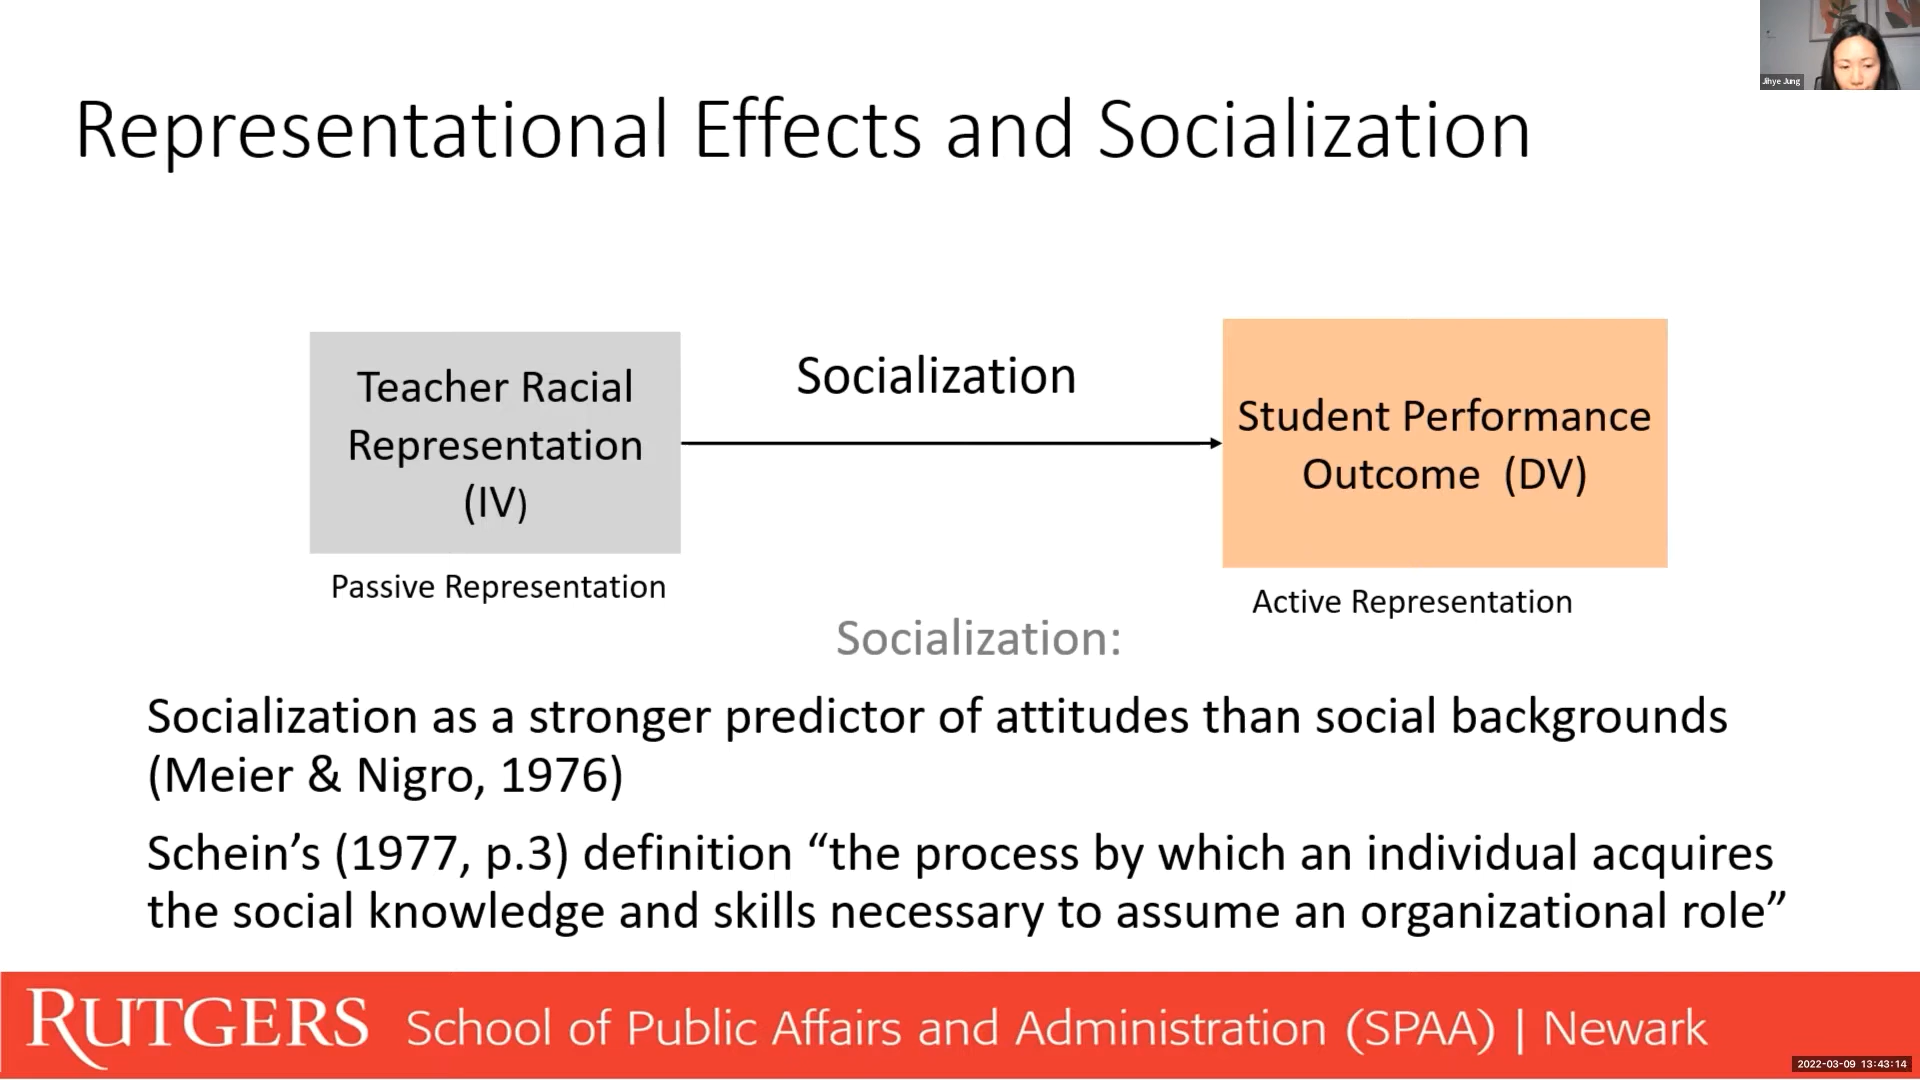 Jihye Jung
Representational Effects and Socialization
Teacher Racial
Representation
(IV)
Socialization
Student Performance
Outcome (DV)
Passive Representation
Active Representation
Socialization:
Socialization as a stronger predictor of attitudes than social backgrounds
(Meier & Nigro, 1976)
Schein’s (1977, p.3) definition “the process by which an individual acquires
the social knowledge and skills necessary to assume an organizational role”
RUTGERS School of Public Affairs and Administration (SPAA) | Newark
2022-03-09 13:43:14